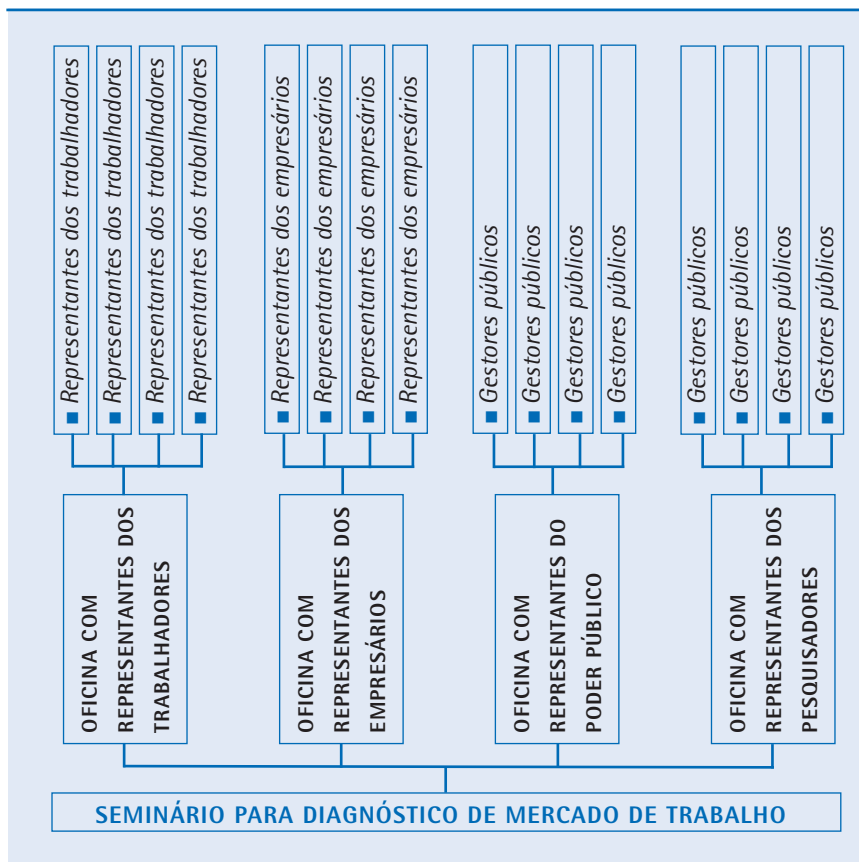 ■ Representantes dos trabalhadores
■ Representantes dos trabalhadores
■ Representantes dos trabalhadores
■ Representantes dos trabalhadores
■ Representantes dos empresários
■ Representantes dos empresários
■ Representantes dos empresários
■ Representantes dos empresários
■ Gestores públicos
■ Gestores públicos
■ Gestores públicos
■ Gestores públicos
■ Gestores públicos
■ Gestores públicos
■ Gestores públicos
■ Gestores públicos
OFICINA COM
REPRESENTANTES DOS
TRABALHADORES
OFICINA COM
REPRESENTANTES DOS
EMPRESÁRIOS
OFICINA COM
REPRESENTANTES DO
PODER PÚBLICO
OFICINA COM
REPRESENTANTES DOS
PESQUISADORES
SEMINÁRIO PARA DIAGNÓSTICO DE MERCADO DE TRABALHO